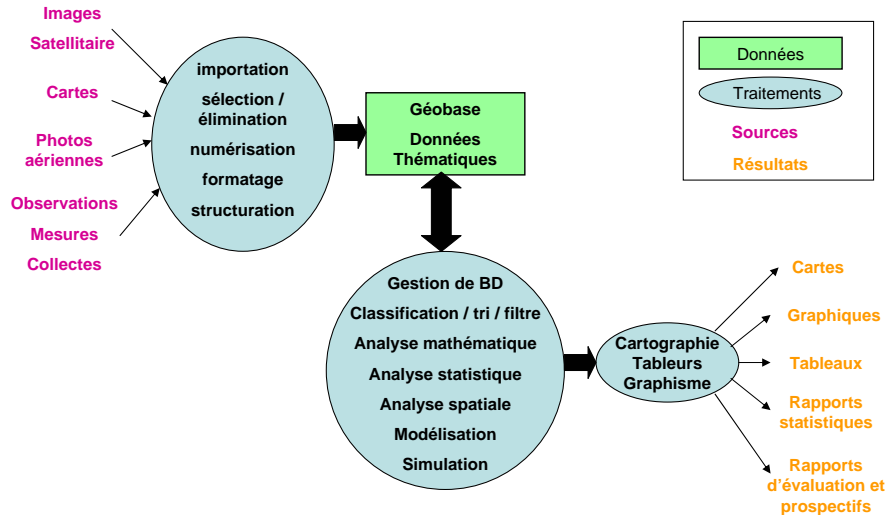 Images
Satellitaire
Cartes
Photos
aériennes
Observations
Mesures
Collectes
importation
sélection /
élimination
numérisation
formatage
structuration
Géobase
Données
Thématiques
Gestion de BD
Classification / tri / filtre
Analyse mathématique
Analyse statistique
Analyse spatiale
Modélisation
Simulation
Cartographie
Tableurs
Graphisme
Cartes
Graphiques
Tableaux
Rapports
statistiques
Rapports
d'évaluation et
prospectifs
Données
Traitements
Sources
Résultats